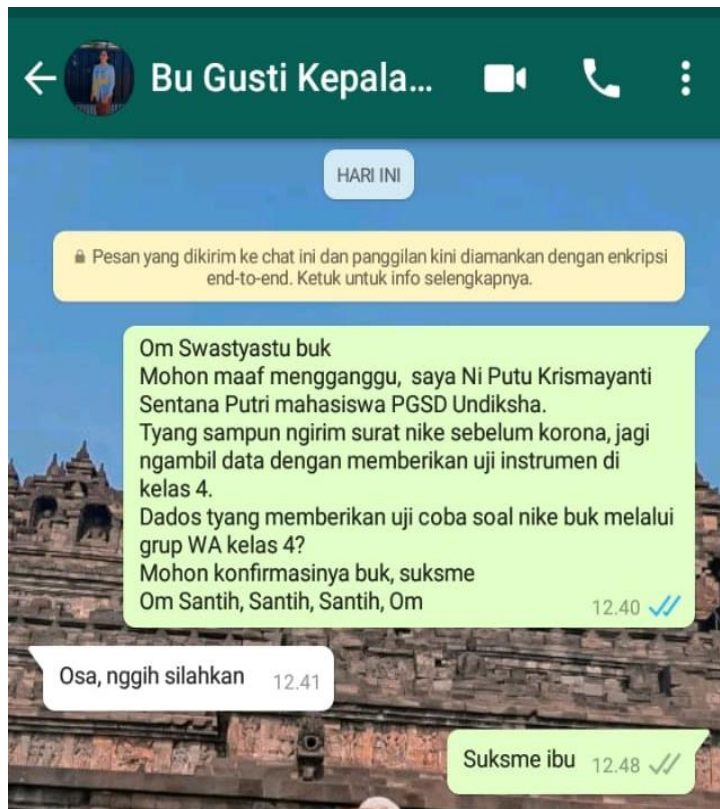 Bu Gusti Kepala...
HARI INI
Pesan yang dikirim ke chat ini dan panggilan kini diamankan dengan enkripsi
end-to-end. Ketuk untuk info selengkapnya.
Om Swastyastu buk
Mohon maaf mengganggu, saya Ni Putu Krismayanti
Sentana Putri mahasiswa PGSD Undiksha.
Tyang sampun ngirim surat nike sebelum korona, jagi
ngambil data dengan memberikan uji instrumen di
kelas 4.
Dados tyang memberikan uji coba soal nike buk melalui
grup WA kelas 4?
Mohon konfirmasinya buk, suksme
Om Santih, Santih, Santih, Om
12.40
Osa, nggih silahkan 12.41
Suksme ibu 12.48